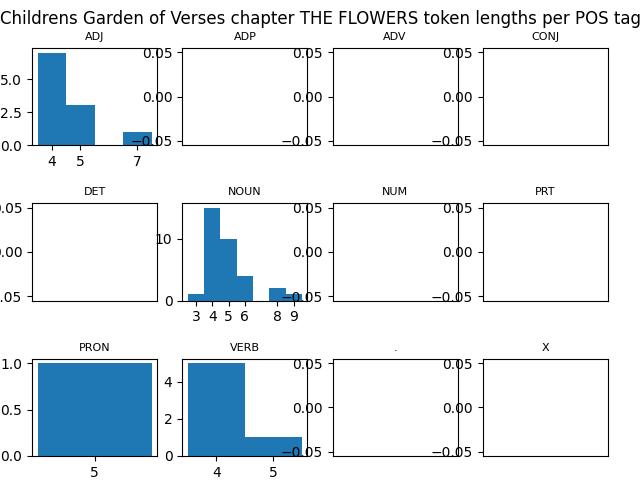 Childrens Garden of Verses chapter THE FLOWERS token lengths per POS tag
ADJ ADP ADV CONJ
5.0 2.5 0.0
4 5 7
0.05 0.00 −0.05
0.05 0.00 −0.05
0.05 0.00 −0.05
DET NOUN NUM PRT
0.05 0.00 0.05
10 0
3 4 5 6 8 9
0.05 0.00 −0.05
0.05 0.00 −0.05
PRON VERB . X
1.0 0.5 0.0
5
4 2 0
4 5
0.05 0.00 −0.05
0.05 0.00 −0.05